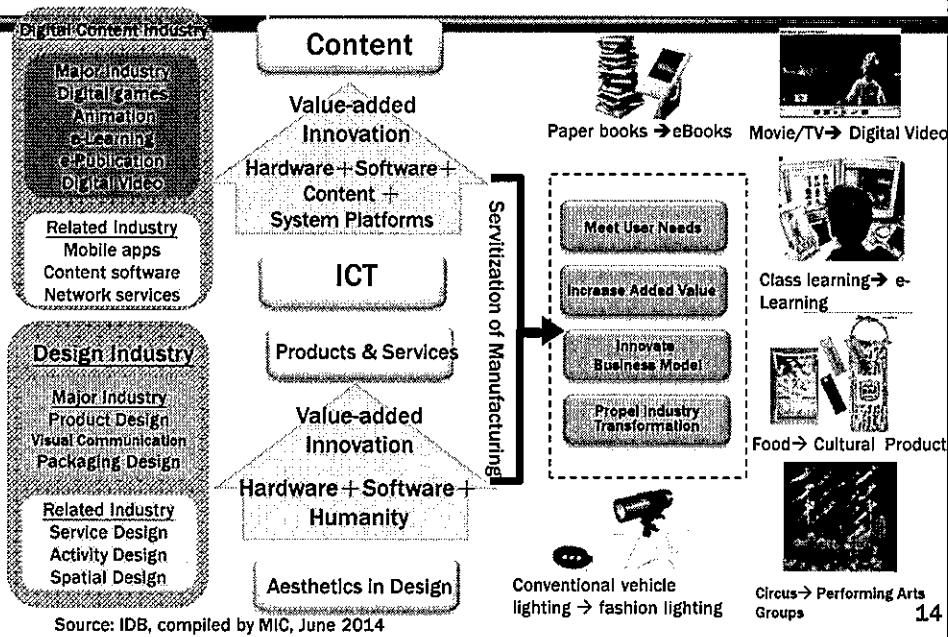 Digital Content Industry
Major Industry
Digital games
Animation
e-Learning
e-Publication
Digital Video
Related Industry
Mobile apps
Content software
Network services
Design Industry
Major Industry
Product Design
Visual Communication
Packaging Design
Related Industry
Service Design
Activity Design
Spatial Design
Content
Value-added
Innovation
Hardware+Software+
Content +
System Platforms
ICT
Products & Services
Value-added
Innovation
Hardware+Software+
Humanity
Aesthetics in Design
Servitization of Manufacturing
Meet User Needs
Increase Added Value
Innovate
Business Model
Propel Industry
Transformation
Paper books →eBooks
Movie/TV→ Digital Video
Class learning→ e-
Learning
Food→ Cultural Product
Conventional vehicle
lighting → fashion lighting
Circus→ Performing Arts
Groups
Source: IDB, compiled by MIC, June 2014
14